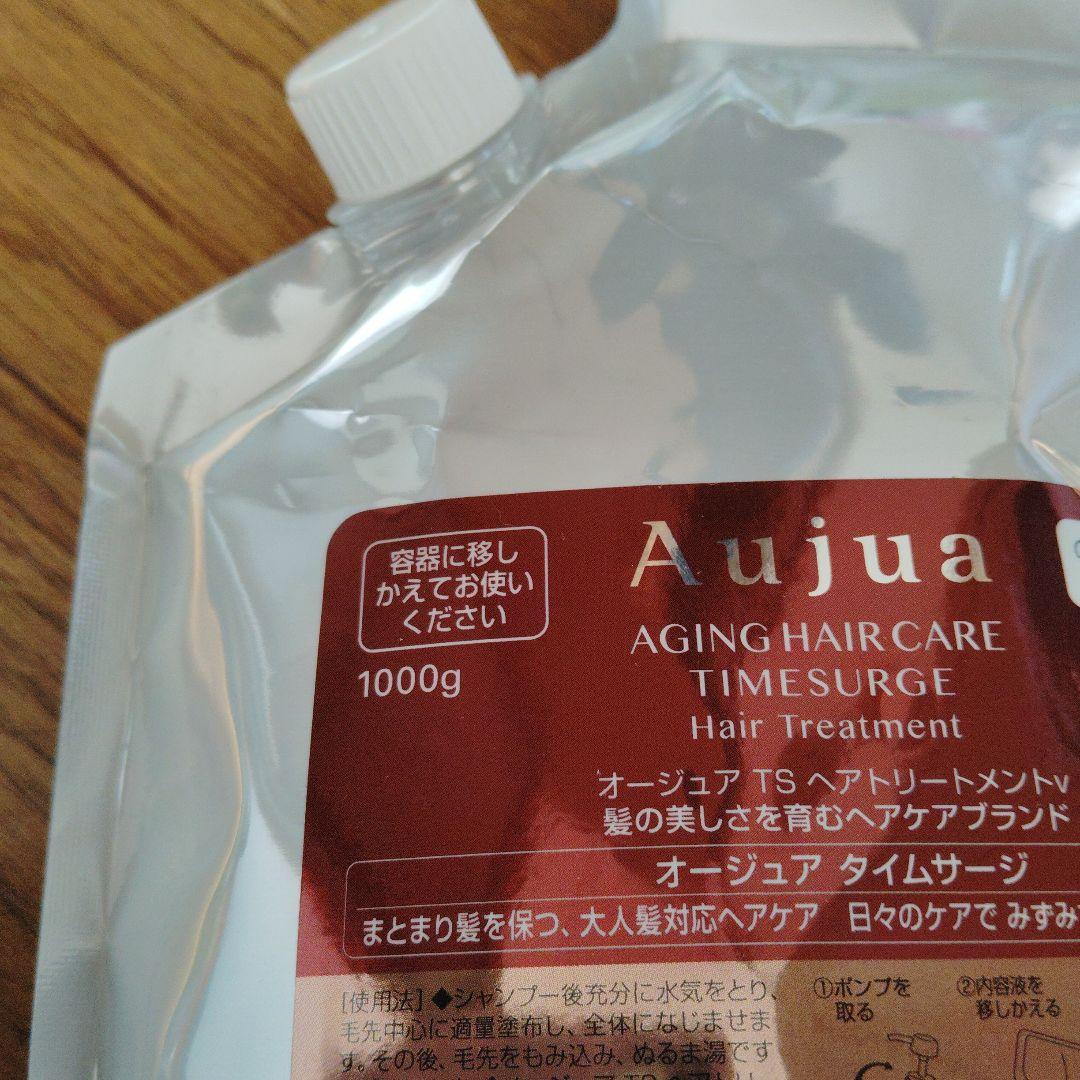 容器に移し
かえてお使い
ください
1000g
Aujua
AGING HAIR CARE
TIMESURGE
Hair Treatment
オージュア TS ヘアトリートメントv
髪の美しさを育むヘアケアブランド
オージュア タイムサージ
まとまり髪を保つ、大人髪対応ヘアケア 日々のケアで みずみ
[使用法]◆シャンプー後充分に水気をとり、
毛先中心に適量塗布し、全体になじませま
す。その後、毛先をもみ込み、ぬるま湯です
①ポンプを
取る
②内容液を
移しかえる